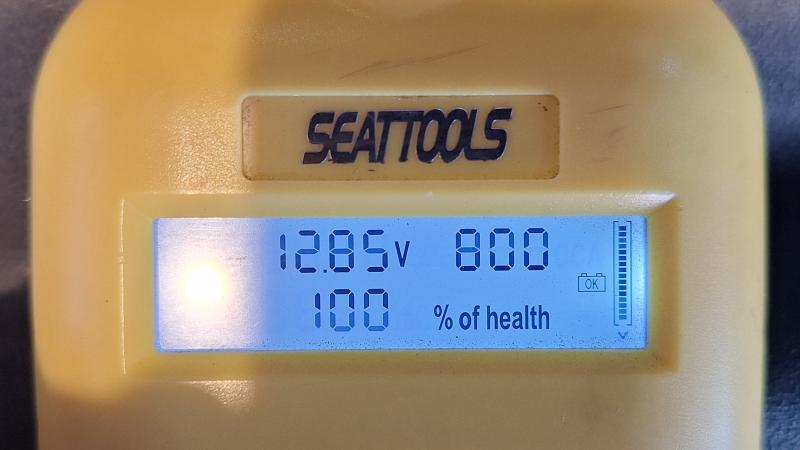 SEATTOOLS
12.85V 800
OK
100 % of health